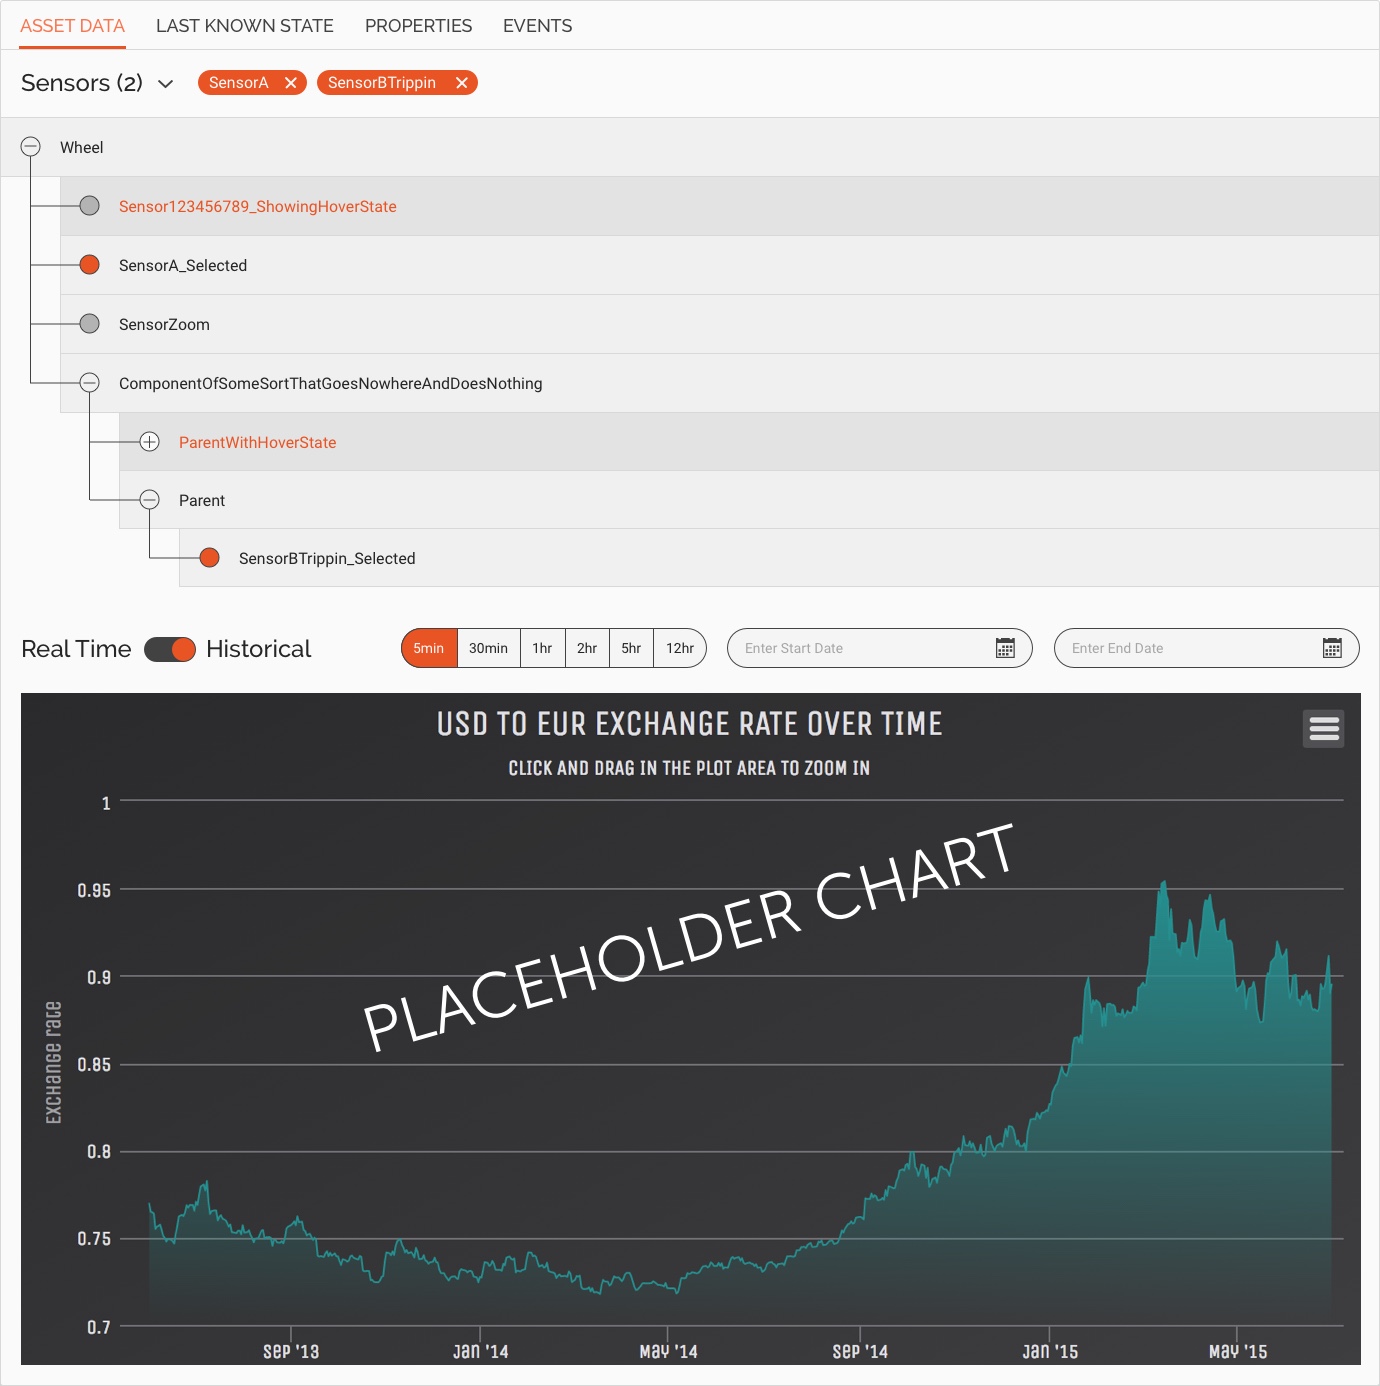 ASSET DATA LAST KNOWN STATE PROPERTIES EVENTS
Sensors (2) SensorA SensorBTrippin
Wheel
Sensor123456789_ShowingHoverState
SensorA_Selected
SensorZoom
ComponentOfSomeSortThatGoesNowhereAndDoesNothing
ParentWithHoverState
Parent
SensorBTrippin_Selected
Real Time Historical 5min 30min 1hr 2hr 5hr 12hr Enter Start Date Enter End Date
USD TO EUR EXCHANGE RATE OVER TIME
CLICK AND DRAG IN THE PLOT AREA TO ZOOM IN
PLACEHOLDER CHART
Exchange rate
1
0.95
0.9
0.85
0.8
0.75
0.7
Sep '13 Jan '14 May '14 Sep '14 Jan '15 May '15